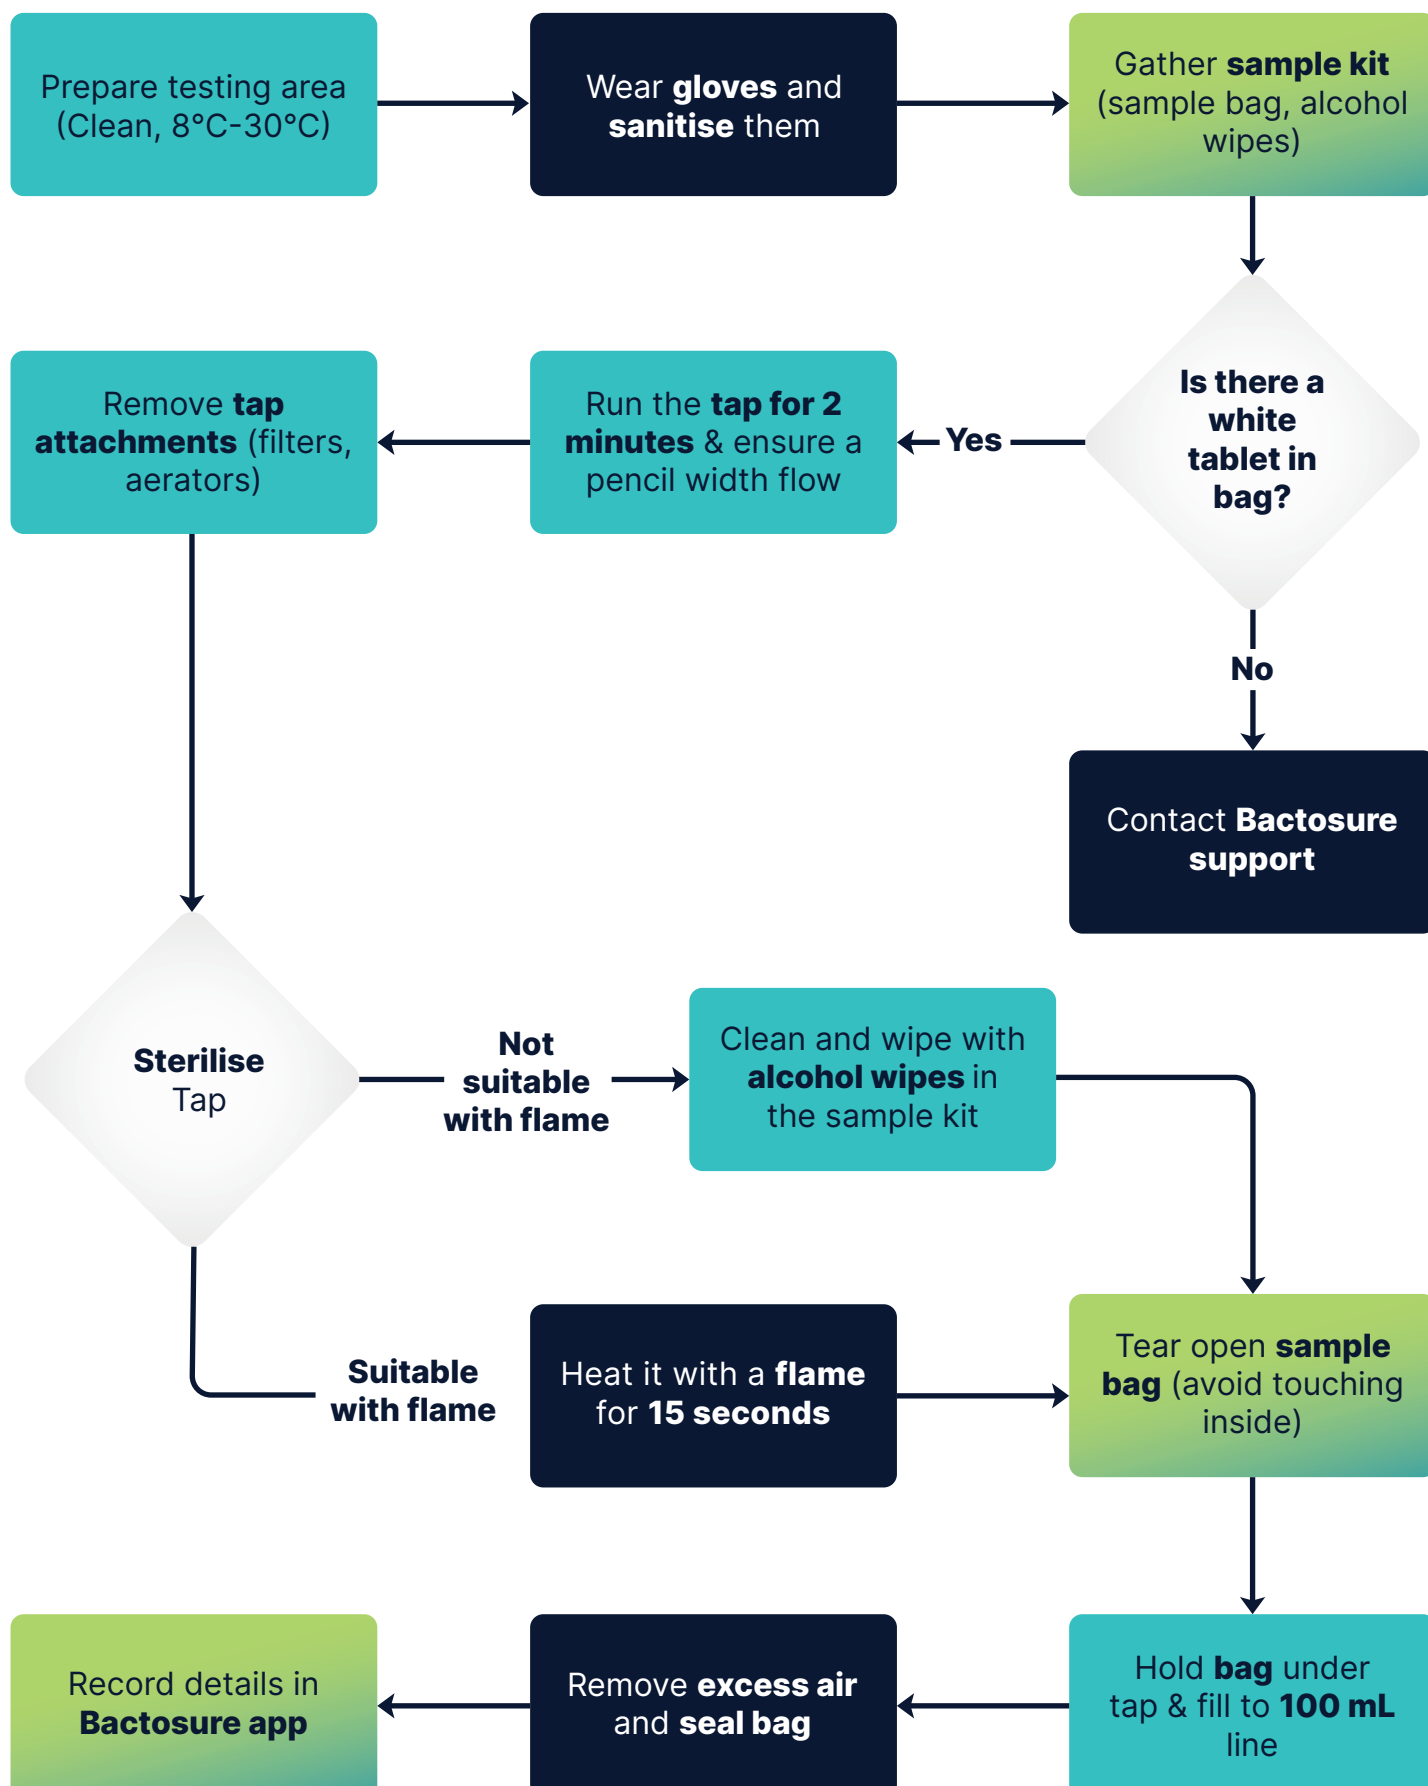 Prepare testing area
(Clean, 8°C-30°C)
Wear gloves and
sanitise them
Gather sample kit
(sample bag, alcohol
wipes)
Is there a
white
tablet in
bag?
Yes
Run the tap for 2
minutes & ensure a
pencil width flow
Remove tap
attachments (filters,
aerators)
No
Contact Bactosure
support
Sterilise
Tap
Not
suitable
with flame
Clean and wipe with
alcohol wipes in
the sample kit
Suitable
with flame
Heat it with a flame
for 15 seconds
Tear open sample
bag (avoid touching
inside)
Hold bag under
tap & fill to 100 mL
line
Remove excess air
and seal bag
Record details in
Bactosure app